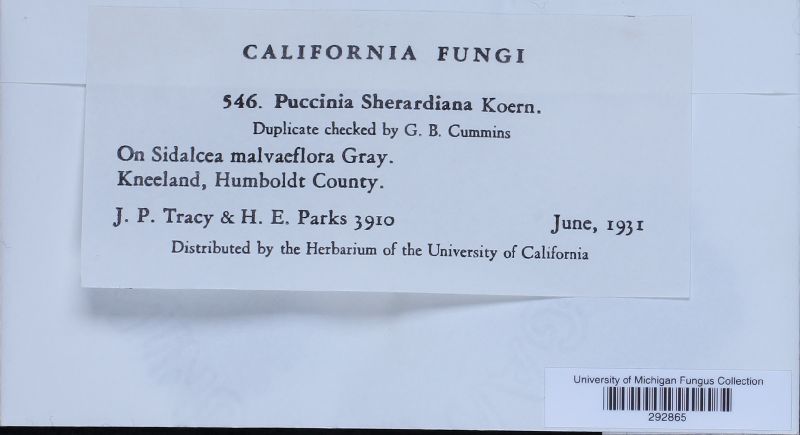 CALIFORNIA FUNGI
546. Puccinia Sherardiana Koern.
Duplicate checked by G. B. Cummins
On Sidalcea malvaeflora Gray.
Kneeland, Humboldt County.
J. P. Tracy & H. E. Parks 3910 June, 1931
Distributed by the Herbarium of the University of California
University of Michigan Fungus Collection
292865